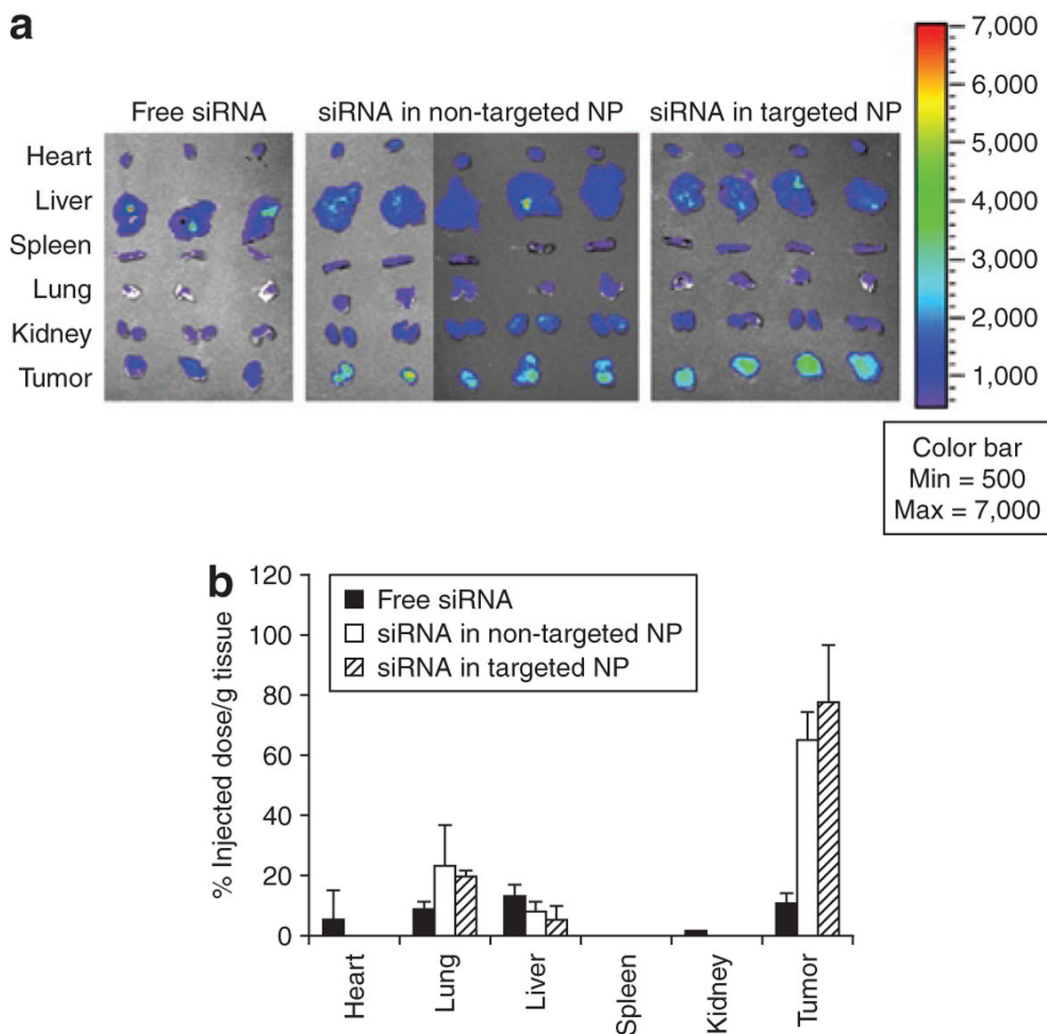 a
Free siRNA
siRNA in non-targeted NP
siRNA in targeted NP
Heart
Liver
Spleen
Lung
Kidney
Tumor
7,000
6,000
5,000
4,000
3,000
2,000
1,000
Color bar
Min = 500
Max = 7,000
b
% Injected dose/g tissue
120
100
80
60
40
20
0
Free siRNA
siRNA in non-targeted NP
siRNA in targeted NP
Heart
Lung
Liver
Spleen
Kidney
Tumor